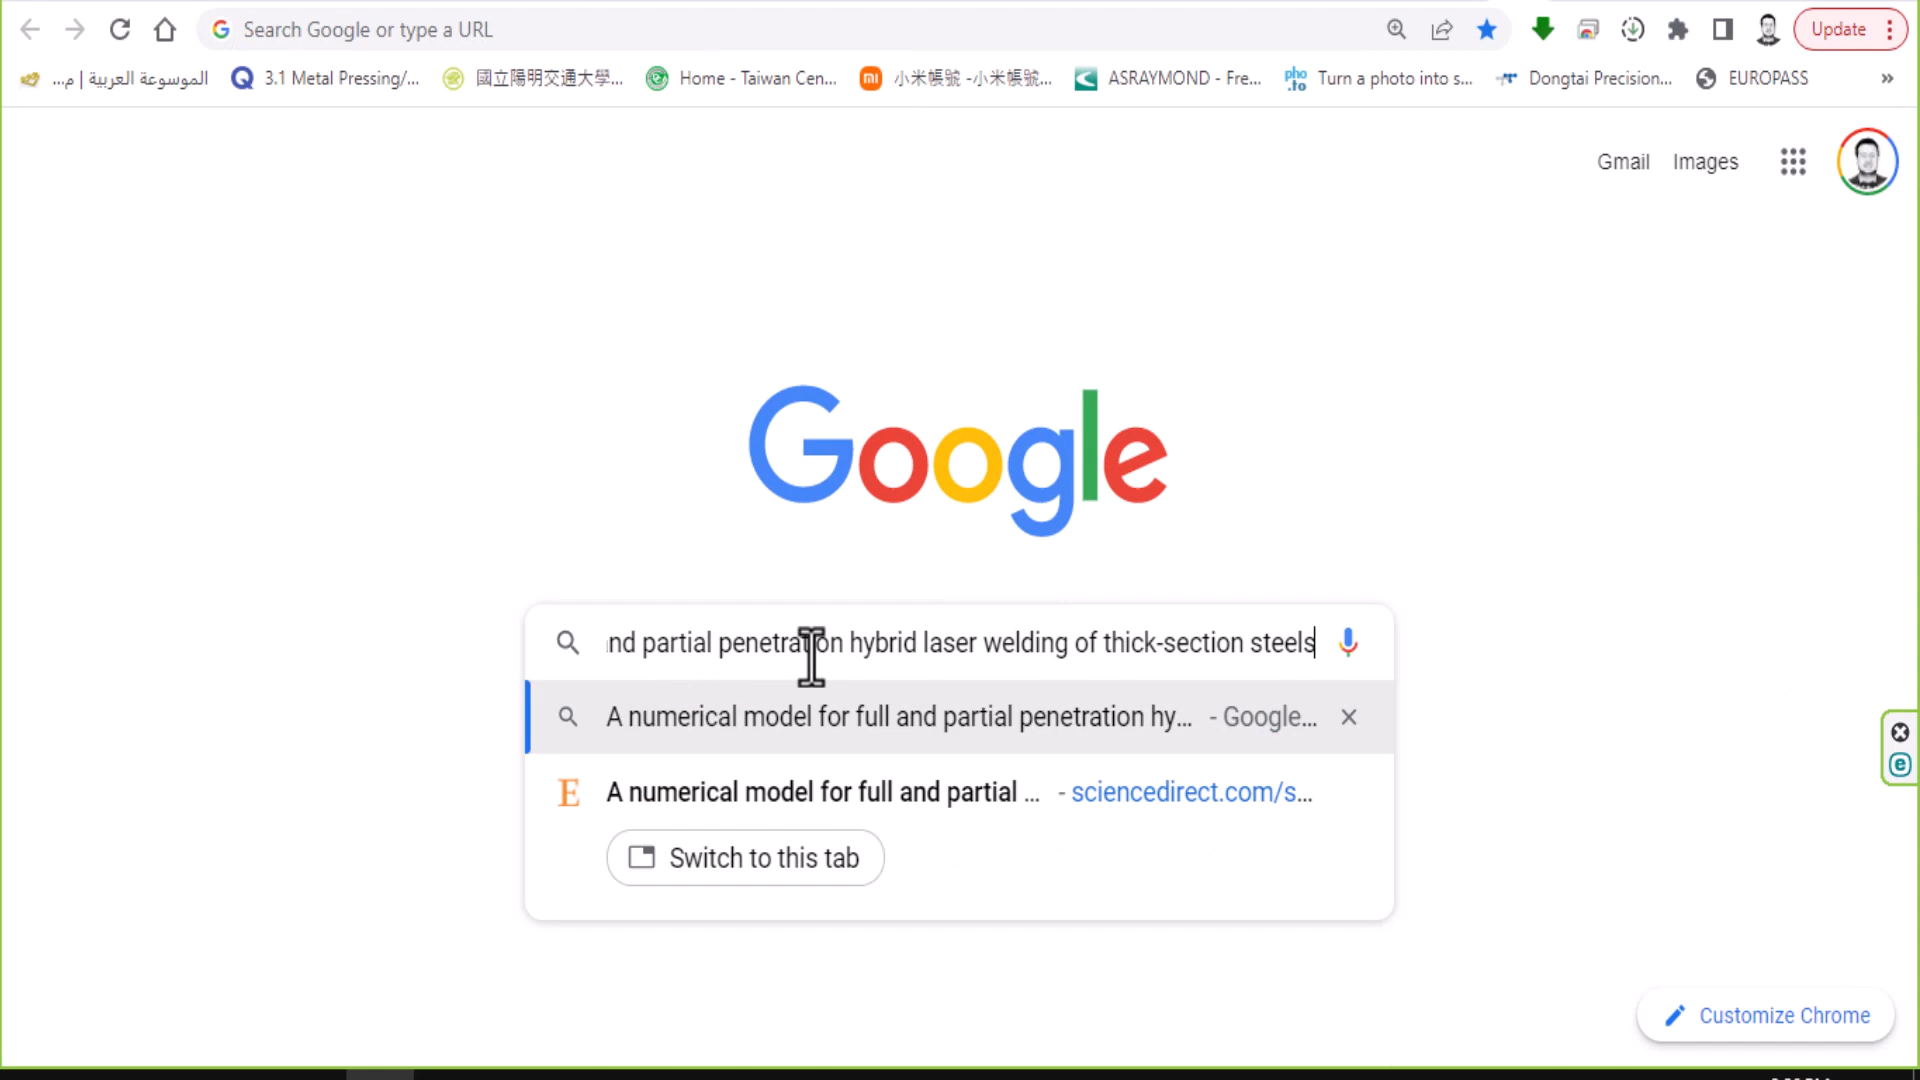 Search Google or type a URL
Update
الموسوعة العربية | م...
3.1 Metal Pressing/...
國立陽明交通大學...
Home - Taiwan Cen...
小米帳號 -小米帳號...
ASRAYMOND - Fre...
pho.to
Turn a photo into s...
Dongtai Precision...
EUROPASS
»
Gmail
Images
Google
nd partial penetration hybrid laser welding of thick-section steels
A numerical model for full and partial penetration hy... - Google...
A numerical model for full and partial ... - sciencedirect.com/s...
Switch to this tab
Customize Chrome